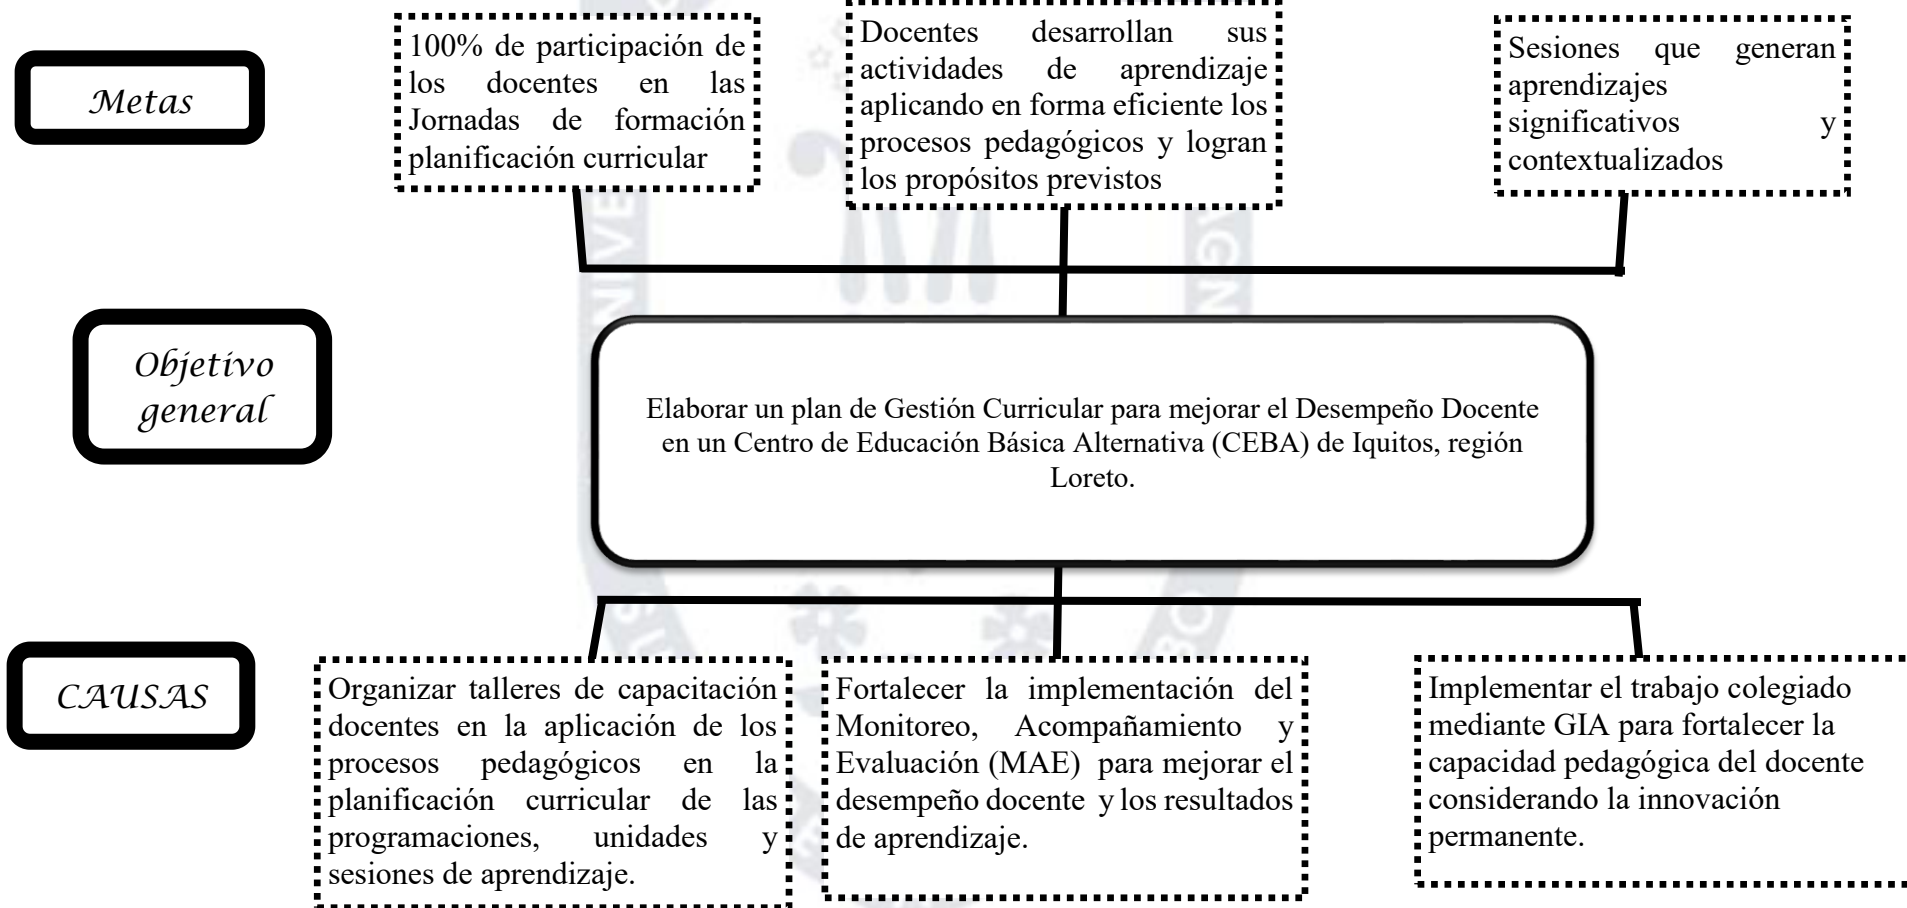 Metas
100% de participación de
los docentes en las
Jornadas de formación
planificación curricular
Docentes desarrollan sus
actividades de aprendizaje
aplicando en forma eficiente los
procesos pedagógicos y logran
los propósitos previstos
Sesiones que generan
aprendizajes
significativos y
contextualizados
Objetivo
general
Elaborar un plan de Gestión Curricular para mejorar el Desempeño Docente
en un Centro de Educación Básica Alternativa (CEBA) de Iquitos, región
Loreto.
CAUSAS
Organizar talleres de capacitación
docentes en la aplicación de los
procesos pedagógicos en la
planificación curricular de las
programaciones, unidades y
sesiones de aprendizaje.
Fortalecer la implementación del
Monitoreo, Acompañamiento y
Evaluación (MAE) para mejorar el
desempeño docente y los resultados
de aprendizaje.
Implementar el trabajo colegiado
mediante GIA para fortalecer la
capacidad pedagógica del docente
considerando la innovación
permanente.